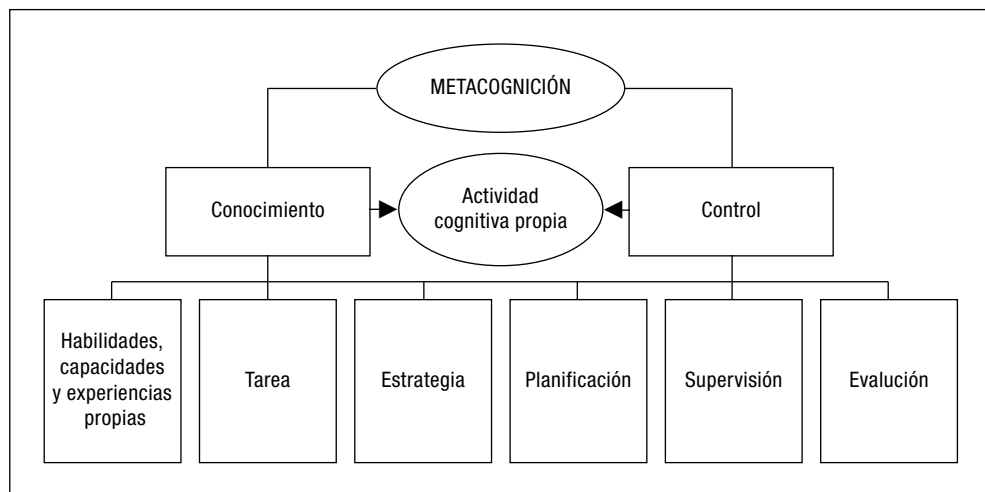 METACOGNICIÓN
Conocimiento
Actividad
cognitiva propia
Control
Habilidades,
capacidades
y experiencias
propias
Tarea
Estrategia
Planificación
Supervisión
Evalución